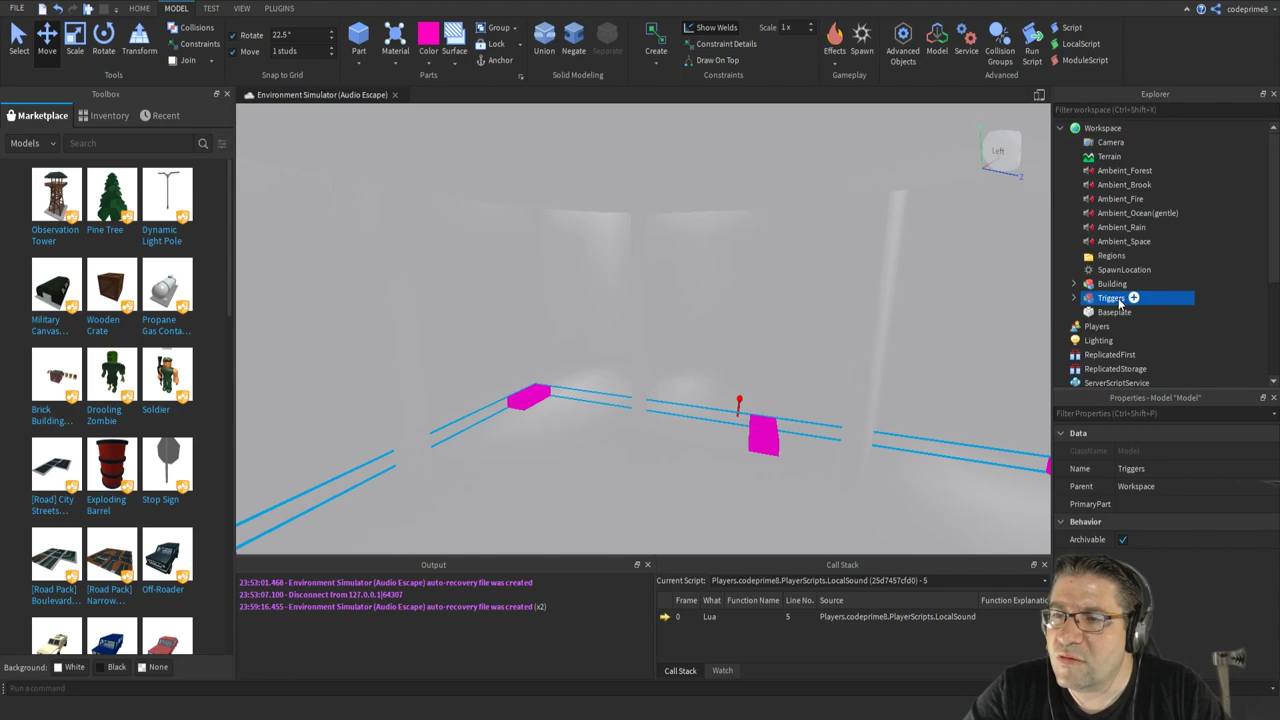 FILE HOME MODEL TEST VIEW PLUGINS codeprime8
Select Move Scale Rotate Transform
Collisions
Constraints
Join
Tools
Rotate 22.5°
Move 1 studs
Snap to Grid
Part Material Color Surface
Group
Lock
Anchor
Parts
Union Negate Separate
Solid Modeling
Create
Show Welds Scale 1x
Constraint Details
Draw On Top
Constraints
Effects Spawn
Gameplay
Advanced Objects Model Service Collision Groups Run Script
Script
LocalScript
ModuleScript
Advanced
Toolbox
Marketplace Inventory Recent
Models Search
Observation Tower
Pine Tree
Dynamic Light Pole
Military Canvas...
Wooden Crate
Propane Gas Conta...
Brick Building...
Drooling Zombie
Soldier
[Road] City Streets...
Exploding Barrel
Stop Sign
[Road Pack] Boulevard...
[Road Pack] Narrow...
Off-Roader
Background: White Black None
Run a command
Environment Simulator (Audio Escape)
Left
Z
Output
23:53:01.468 - Environment Simulator (Audio Escape) auto-recovery file was created
23:53:07.100 - Disconnect from 127.0.0.1|64307
23:59:16.455 - Environment Simulator (Audio Escape) auto-recovery file was created (x2)
Call Stack
Current Script: Players.codeprime8.PlayerScripts.LocalSound (25d7457cfd0) - 5
Frame What Function Name Line No. Source Function Explanatio
0 Lua 5 Players.codeprime8.PlayerScripts.LocalSound
Call Stack Watch
Explorer
Filter workspace (Ctrl+Shift+X)
Workspace
Camera
Terrain
Ambeint_Forest
Ambient_Brook
Ambient_Fire
Ambient_Ocean(gentle)
Ambient_Rain
Ambient_Space
Regions
SpawnLocation
Building
Triggers
Baseplate
Players
Lighting
ReplicatedFirst
ReplicatedStorage
ServerScriptService
Properties - Model "Model"
Filter Properties (Ctrl+Shift+P)
Data
ClassName Model
Name Triggers
Parent Workspace
PrimaryPart
Behavior
Archivable